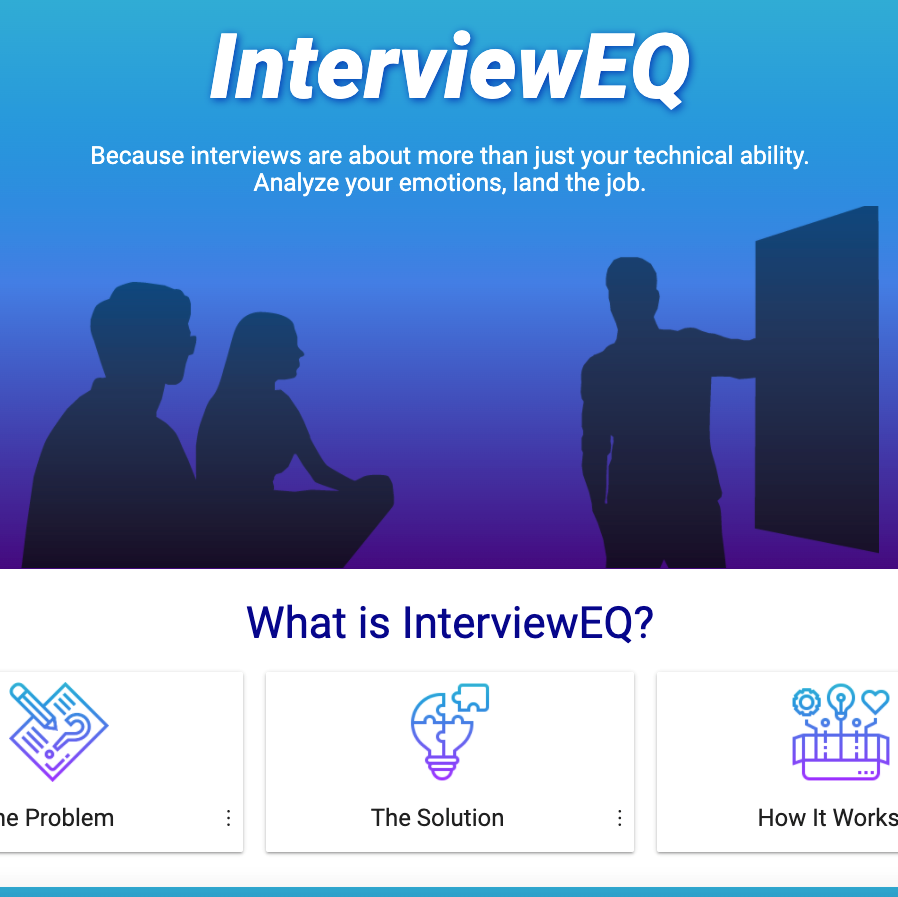 InterviewEQ
Because interviews are about more than just your technical ability.
Analyze your emotions, land the job.
What is InterviewEQ?
he Problem
The Solution
How It Works